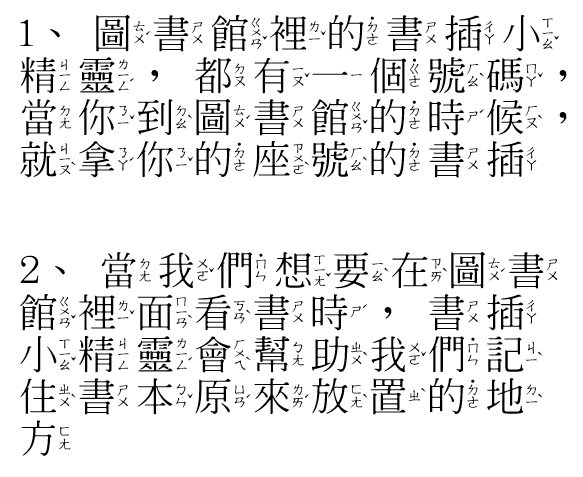 1、圖書館裡的書插小
精靈，都有一個號碼，
當你到圖書館的時候，
就拿你的座號的書插
2、當我們想要在圖書
館裡面看書時，書插
小精靈會幫助我們記
住書本原來放置的地
方